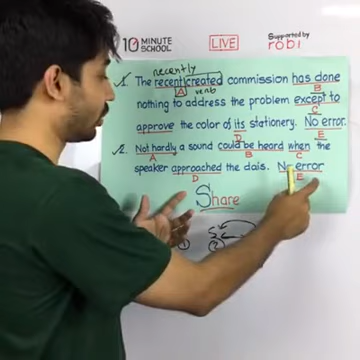 10 MINUTE SCHOOL
LIVE
Supported by
robi
recently
1. The recent created commission has done
A verb B
nothing to address the problem except to
C
approve the color of its stationery. No error.
D E
2. Not hardly a sound could be heard when the
A B C
speaker approached the dais. No error
D E
Share
S
1
2